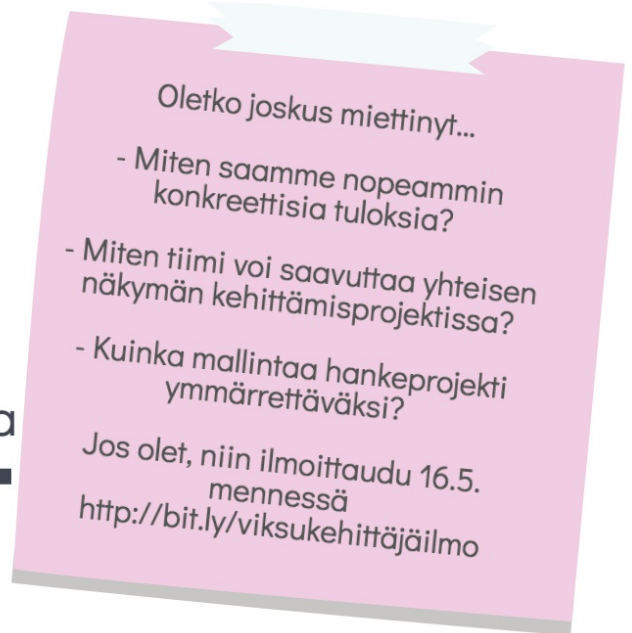 Oletko joskus miettinyt...
- Miten saamme nopeammin
konkreettisia tuloksia?
- Miten tiimi voi saavuttaa yhteisen
näkymän kehittämisprojektissa?
- Kuinka mallintaa hankeprojekti
ymmärrettäväksi?
Jos olet, niin ilmoittaudu 16.5.
mennessä
http://bit.ly/viksukehittäjäilmo